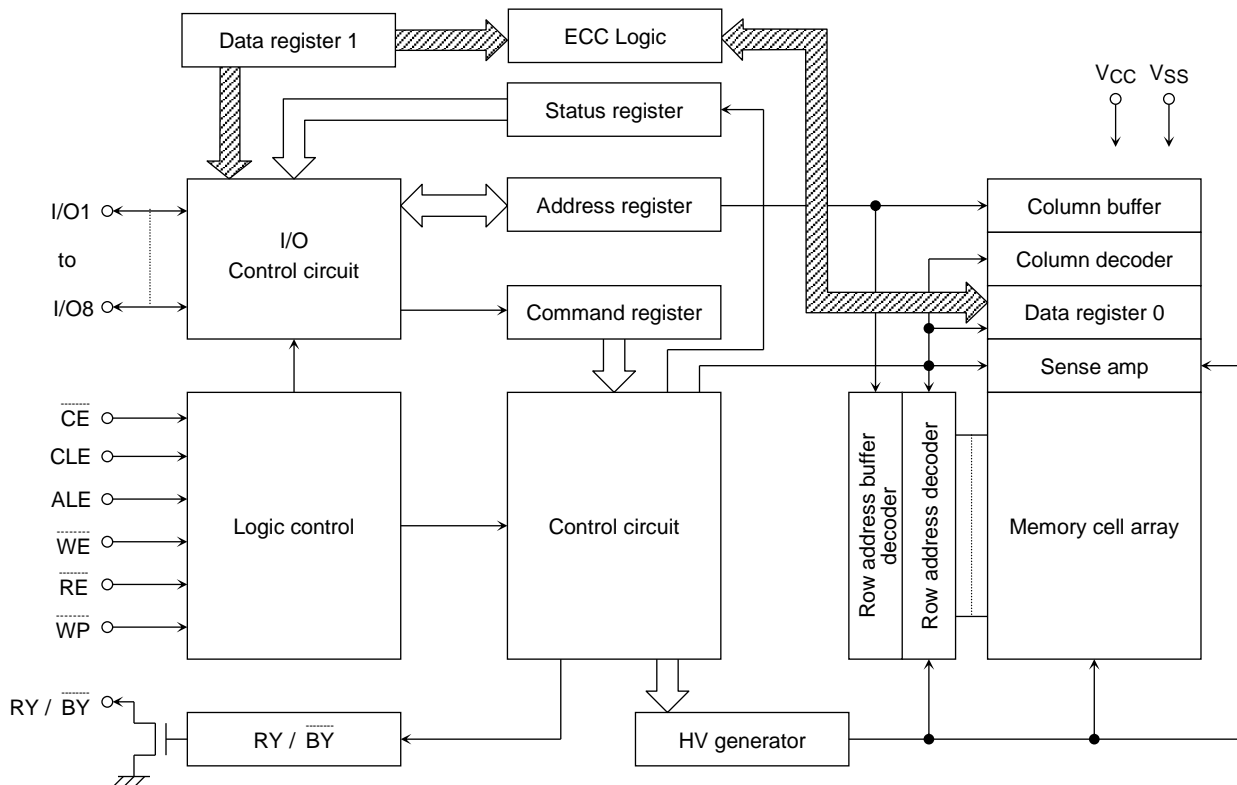 Data register 1
ECC Logic
VCC
VSS
Status register
I/O1
to
I/O8
I/O
Control circuit
Address register
Column buffer
Column decoder
Command register
Data register 0
Sense amp
CE
CLE
ALE
WE
RE
WP
Logic control
Control circuit
Row address buffer
decoder
Row address decoder
Memory cell array
RY / BY
RY / BY
HV generator